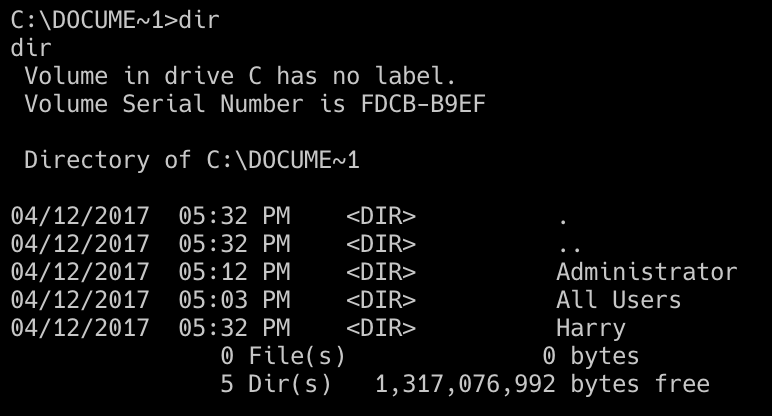 C:\DOCUME~1>dir
dir
 Volume in drive C has no label.
 Volume Serial Number is FDCB-B9EF

 Directory of C:\DOCUME~1

04/12/2017  05:32 PM    <DIR>          .
04/12/2017  05:32 PM    <DIR>          ..
04/12/2017  05:12 PM    <DIR>          Administrator
04/12/2017  05:03 PM    <DIR>          All Users
04/12/2017  05:32 PM    <DIR>          Harry
               0 File(s)              0 bytes
               5 Dir(s)   1,317,076,992 bytes free